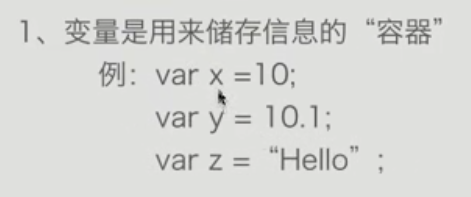 1、变量是用来储存信息的“容器”
例：var x =10;
var y = 10.1;
var z = “Hello”;